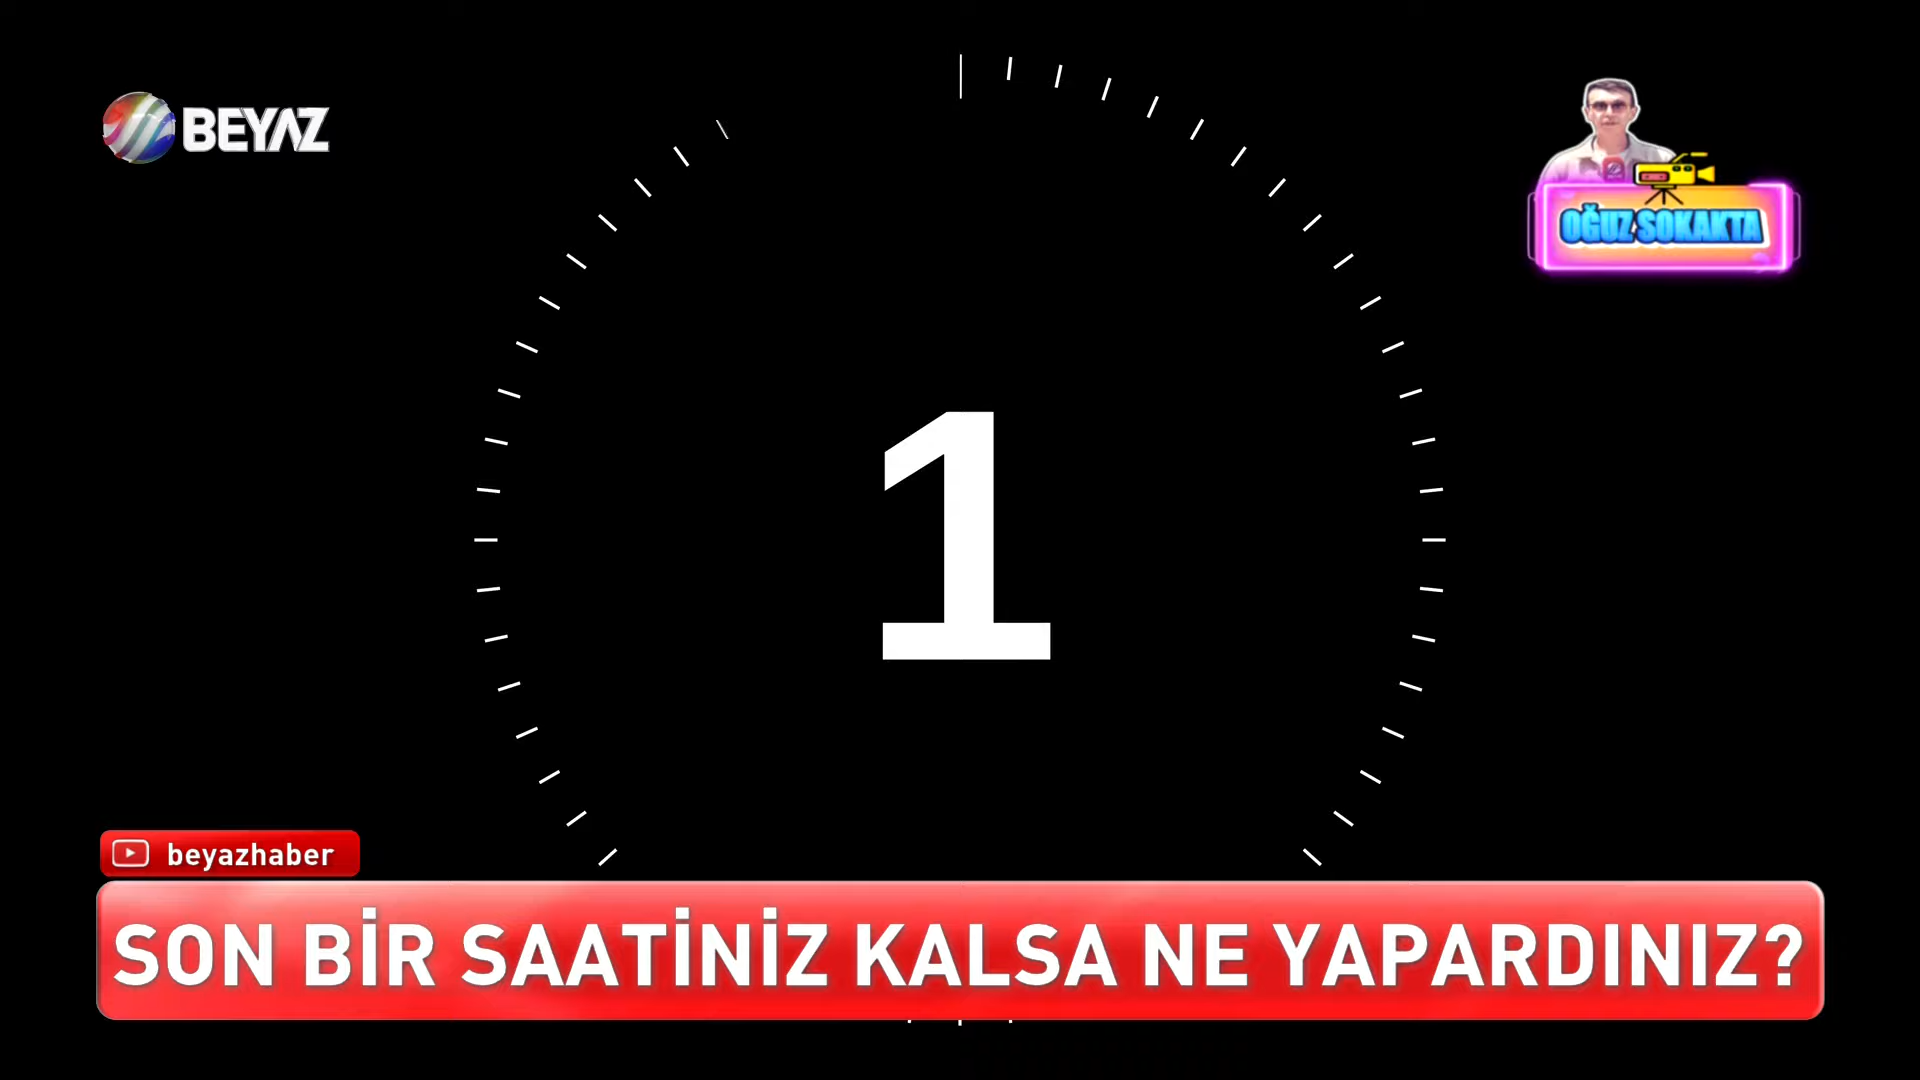 BEYAZ
OĞUZ SOKAKTA
1
beyazhaber
SON BİR SAATİNİZ KALSA NE YAPARDINIZ?